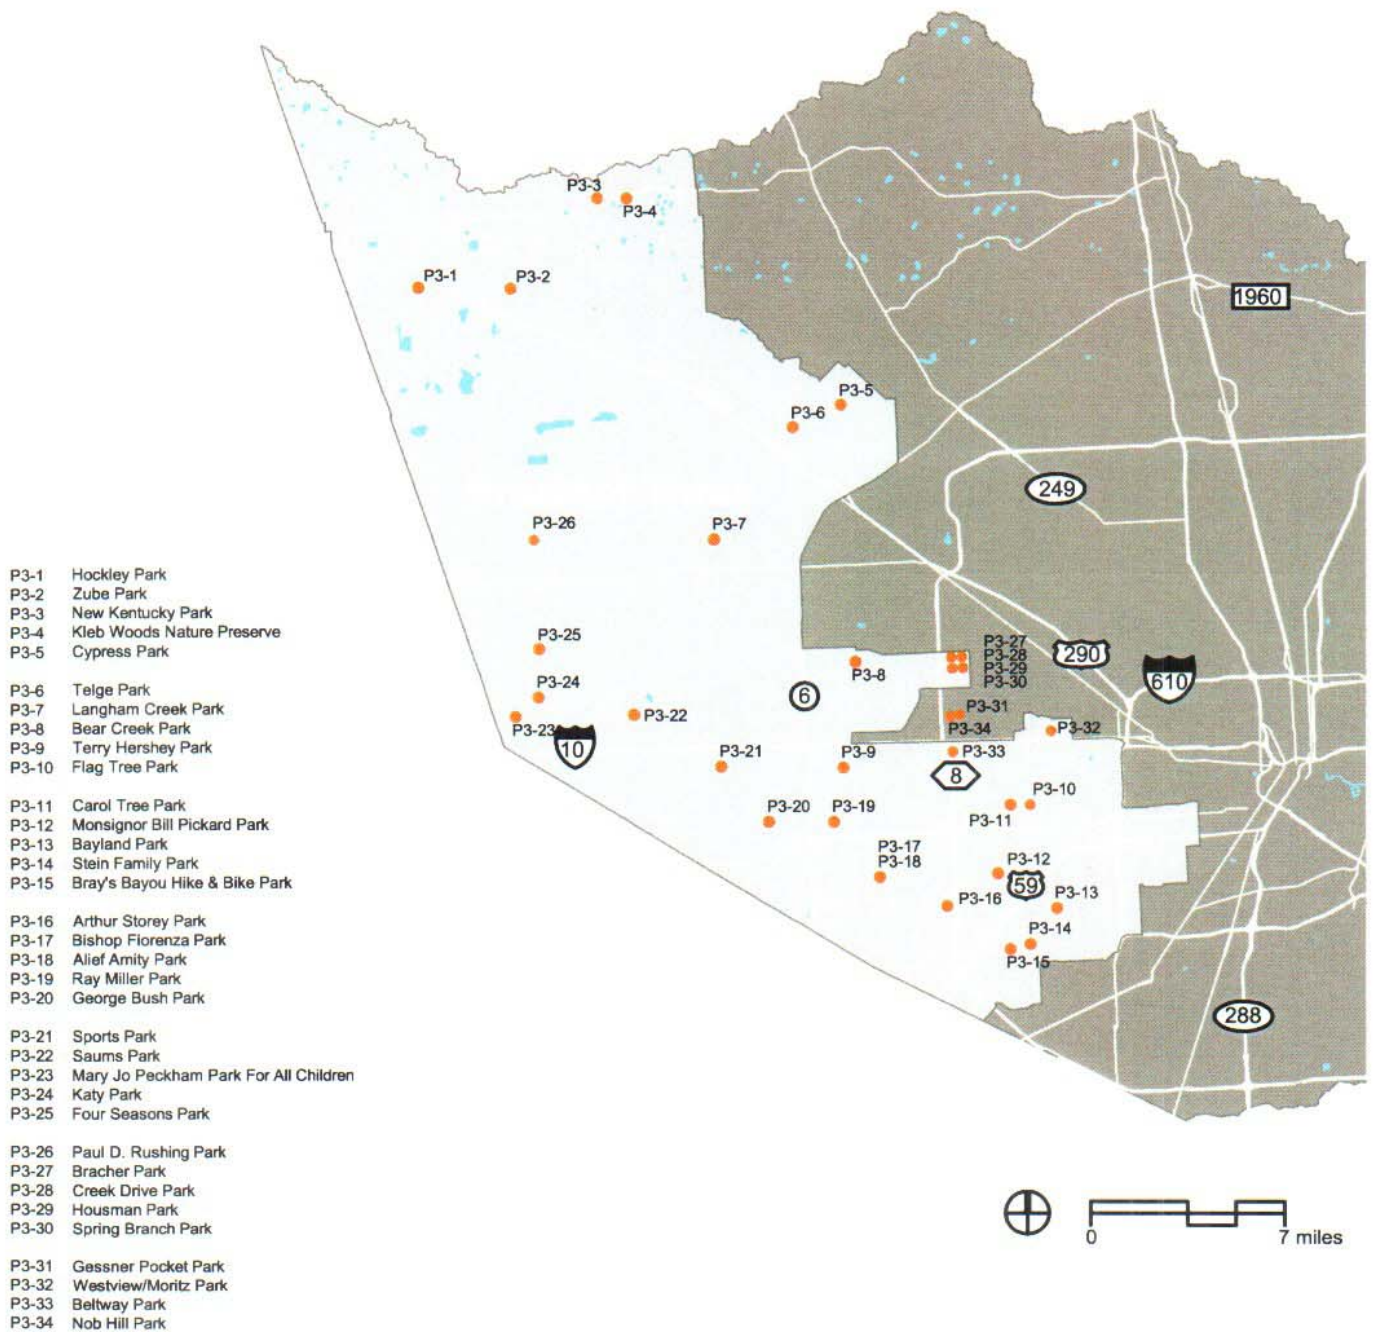 P3-3
P3-4
P3-1
P3-2
1960
P3-5
P3-6
249
P3-26
P3-7
P3-1 Hockley Park
P3-2 Zube Park
P3-3 New Kentucky Park
P3-4 Kleb Woods Nature Preserve
P3-5 Cypress Park
P3-25
P3-27
P3-28
P3-29
P3-30
290
P3-8
610
P3-24
6
P3-6 Telge Park
P3-7 Langham Creek Park
P3-8 Bear Creek Park
P3-9 Terry Hershey Park
P3-10 Flag Tree Park
P3-23
P3-22
P3-31
P3-34
P3-32
10
P3-21
P3-9
P3-33
8
P3-11 Carol Tree Park
P3-12 Monsignor Bill Pickard Park
P3-13 Bayland Park
P3-14 Stein Family Park
P3-15 Bray's Bayou Hike & Bike Park
P3-20
P3-19
P3-10
P3-11
P3-17
P3-18
P3-12
59
P3-16
P3-13
P3-14
P3-15
P3-16 Arthur Storey Park
P3-17 Bishop Fiorenza Park
P3-18 Alief Amity Park
P3-19 Ray Miller Park
P3-20 George Bush Park
288
P3-21 Sports Park
P3-22 Saums Park
P3-23 Mary Jo Peckham Park For All Children
P3-24 Katy Park
P3-25 Four Seasons Park
P3-26 Paul D. Rushing Park
P3-27 Bracher Park
P3-28 Creek Drive Park
P3-29 Housman Park
P3-30 Spring Branch Park
0 7 miles
P3-31 Gessner Pocket Park
P3-32 Westview/Moritz Park
P3-33 Beltway Park
P3-34 Nob Hill Park